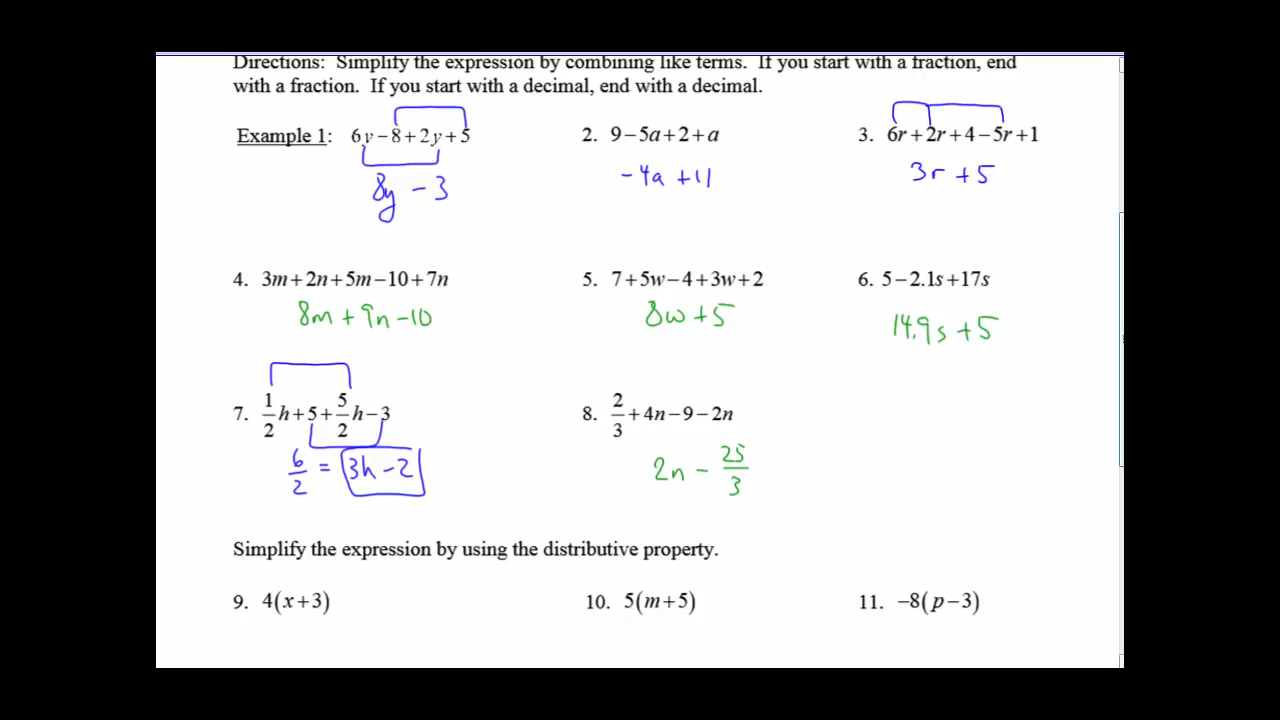 Directions: Simplify the expression by combining like terms. If you start with a fraction, end
with a fraction. If you start with a decimal, end with a decimal.
Example 1: 6y−8+2y+5 2. 9−5a+2+a 3. 6r+2r+4−5r+1
8y − 3 -4a +11 3r +5
4. 3m+2n+5m−10+7n 5. 7+5w−4+3w+2 6. 5−2.1s+17s
8m + 9n −10 8w +5 14.9s +5
7. 1/2 h+5+5/2 h−3 8. 2/3+4n−9−2n
6/2 = 3h −2 2n − 25/3
Simplify the expression by using the distributive property.
9. 4(x+3) 10. 5(m+5) 11. −8(p−3)